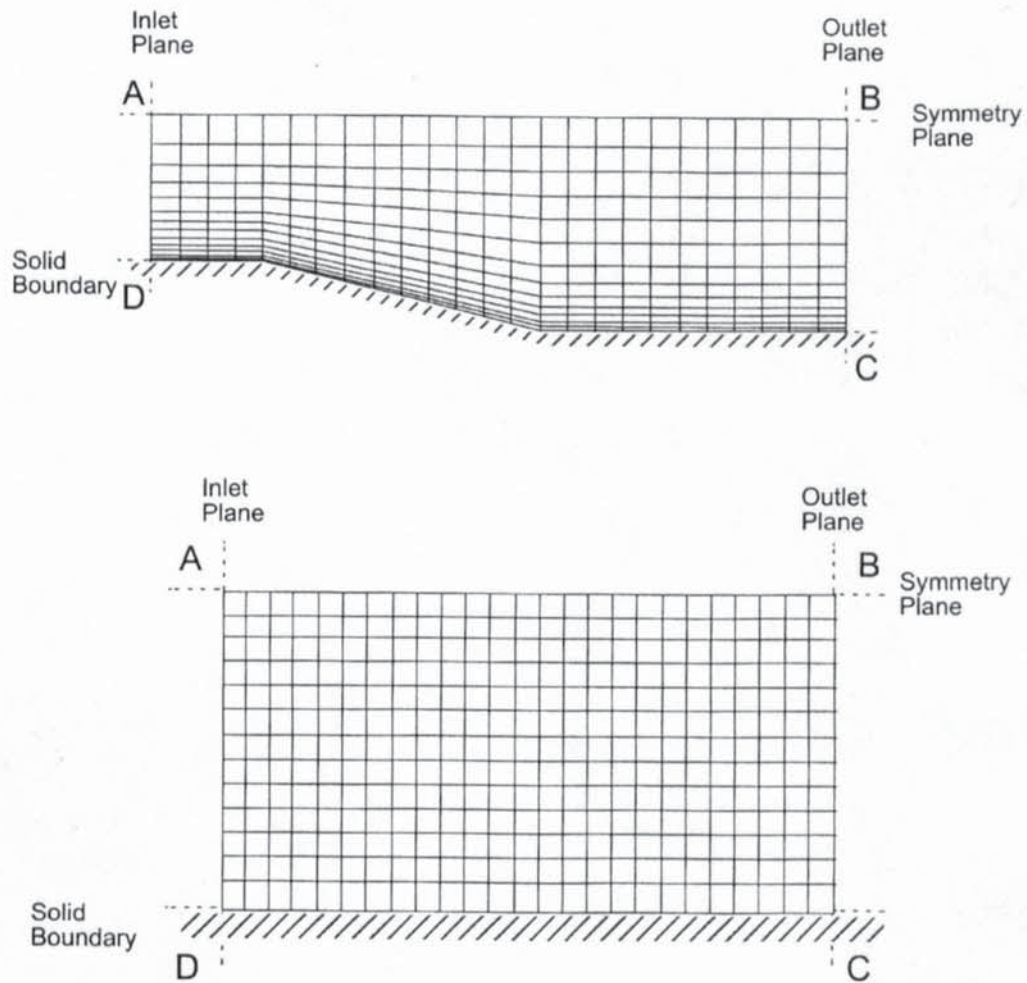 Inlet
Plane
Outlet
Plane
A
B
Symmetry
Plane
Solid
Boundary
D
C
Inlet
Plane
Outlet
Plane
A
B
Symmetry
Plane
Solid
Boundary
D
C